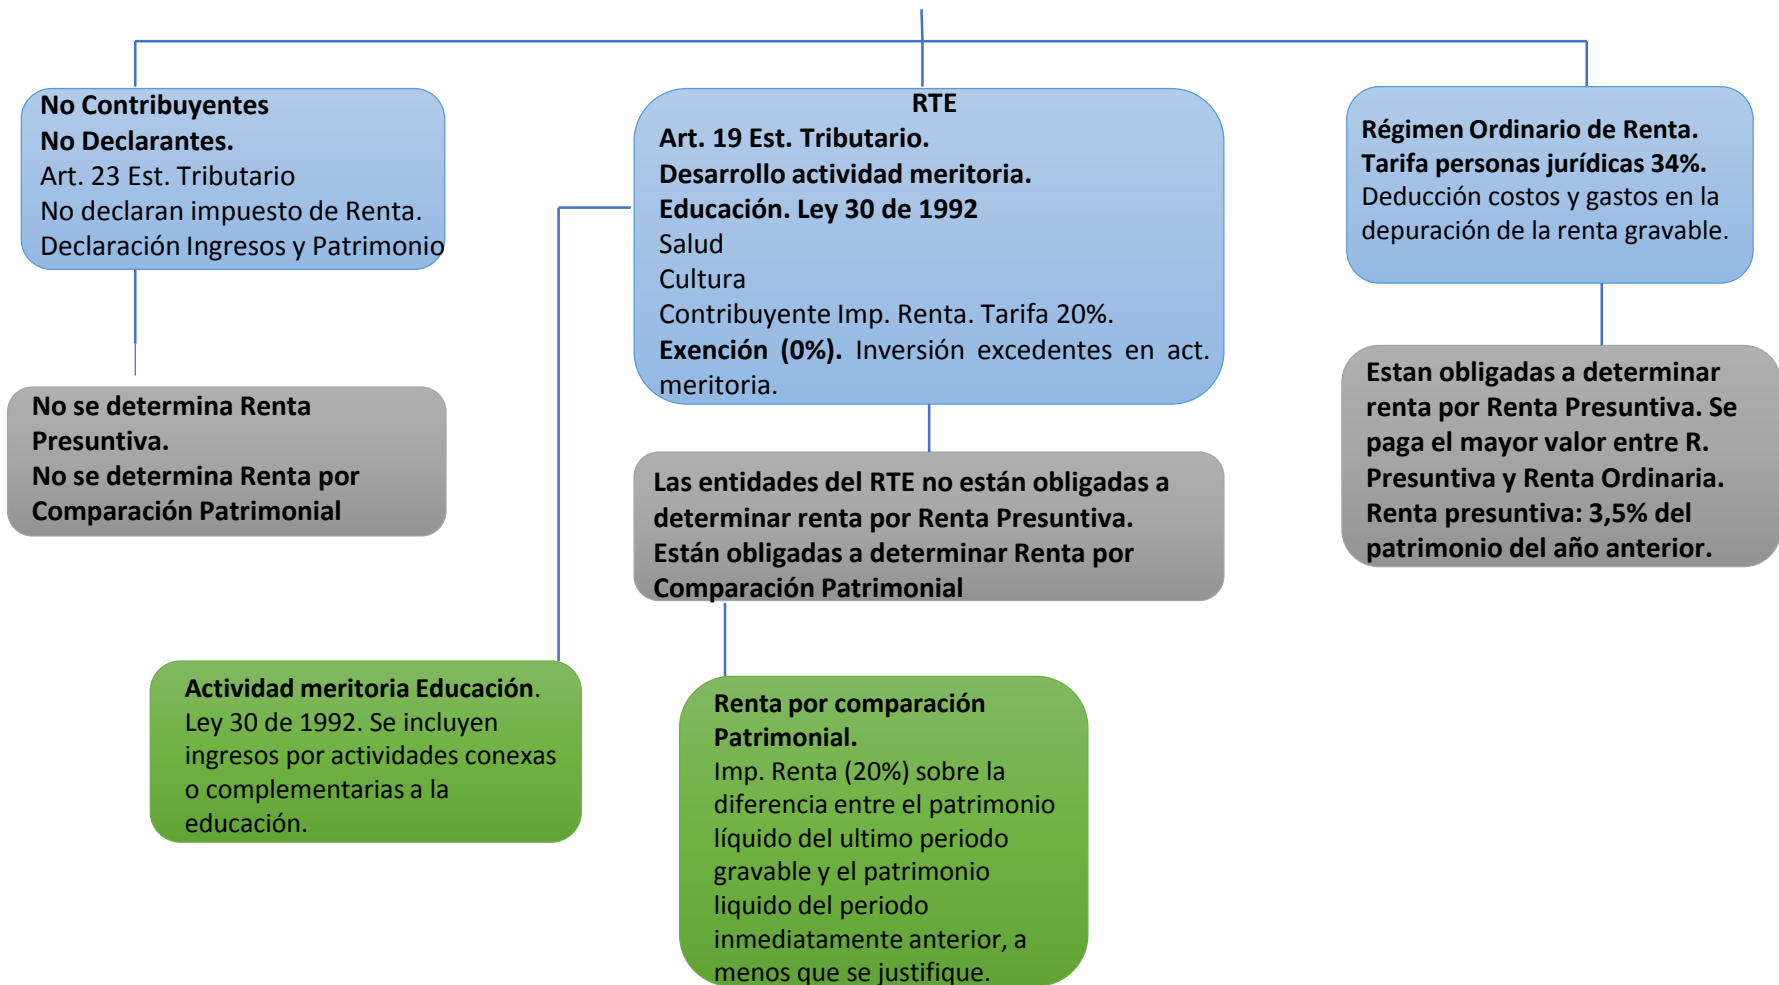 No Contribuyentes
No Declarantes.
Art. 23 Est. Tributario
No declaran impuesto de Renta.
Declaración Ingresos y Patrimonio
RTE
Art. 19 Est. Tributario.
Desarrollo actividad meritoria.
Educación. Ley 30 de 1992
Salud
Cultura
Contribuyente Imp. Renta. Tarifa 20%.
Exención (0%). Inversión excedentes en act.
meritoria.
Régimen Ordinario de Renta.
Tarifa personas jurídicas 34%.
Deducción costos y gastos en la
depuración de la renta gravable.
No se determina Renta
Presuntiva.
No se determina Renta por
Comparación Patrimonial
Las entidades del RTE no están obligadas a
determinar renta por Renta Presuntiva.
Están obligadas a determinar Renta por
Comparación Patrimonial
Estan obligadas a determinar
renta por Renta Presuntiva. Se
paga el mayor valor entre R.
Presuntiva y Renta Ordinaria.
Renta presuntiva: 3,5% del
patrimonio del año anterior.
Actividad meritoria Educación.
Ley 30 de 1992. Se incluyen
ingresos por actividades conexas
o complementarias a la
educación.
Renta por comparación
Patrimonial.
Imp. Renta (20%) sobre la
diferencia entre el patrimonio
líquido del ultimo periodo
gravable y el patrimonio
liquido del periodo
inmediatamente anterior, a
menos que se justifique.